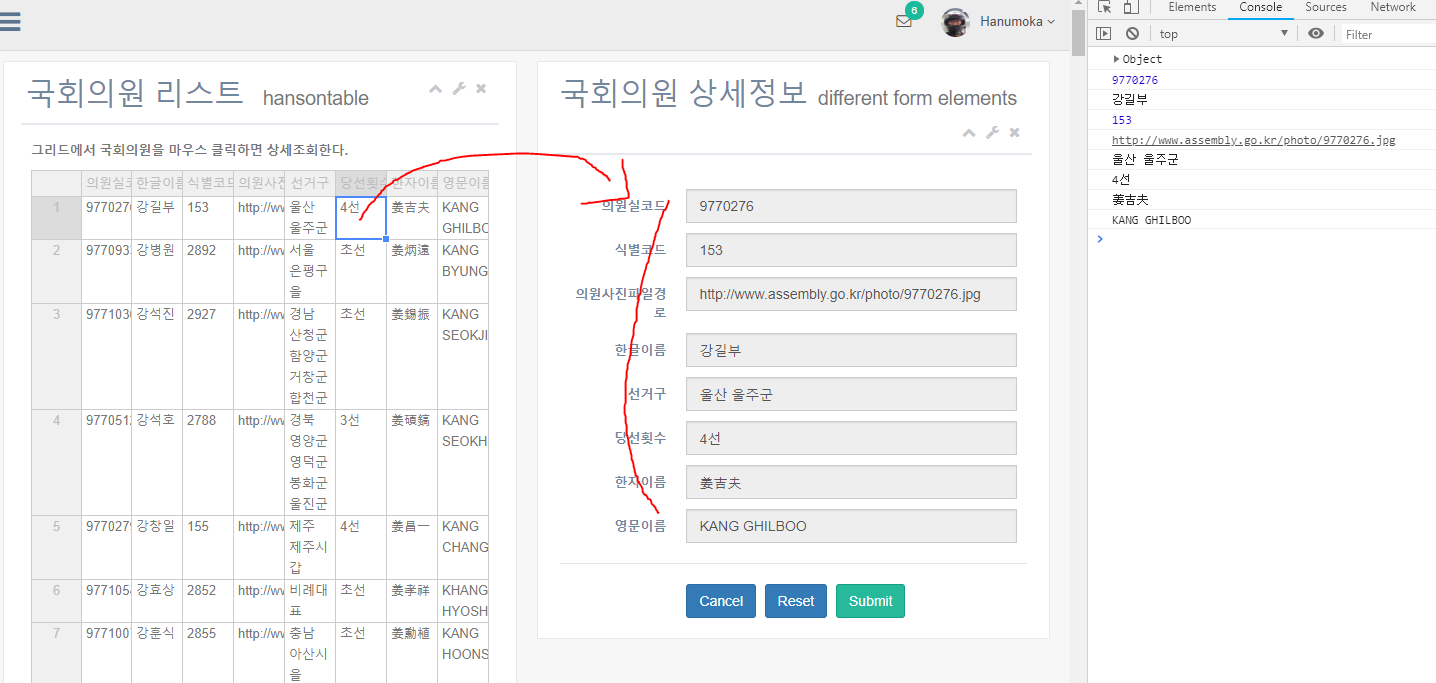 6
Hanumoka
국회의원 리스트 hansontable
그리드에서 국회의원을 마우스 클릭하면 상세조회한다.
의원실코 한글이름 식별코드 의원사진 선거구 당선횟수 한자이름 영문이름
1 9770276 강길부 153 http://ww 울산 4선 姜吉夫 KANG
울주군 GHILBO
2 977093 강병원 2892 http://ww 서울 초선 姜炳遠 KANG
은평구 BYUNG
을
3 977103 강석진 2927 http://ww 경남 초선 姜錫振 KANG
산청군 SEOKJI
함양군
거창군
합천군
4 977051 강석호 2788 http://ww 경북 3선 姜碩鎬 KANG
영양군 SEOKH
영덕군
봉화군
울진군
5 977027 강창일 155 http://ww 제주 4선 姜昌一 KANG
제주시 CHANG
갑
6 977105 강효상 2852 http://ww 비례대 초선 姜孝祥 KHANG
표 HYOSH
7 977100 강훈식 2855 http://ww 충남 초선 姜勳植 KANG
아산시 HOONS
을
국회의원 상세정보 different form elements
의원실코드 9770276
식별코드 153
의원사진파일경 http://www.assembly.go.kr/photo/9770276.jpg
로
한글이름 강길부
선거구 울산 울주군
당선횟수 4선
한자이름 姜吉夫
영문이름 KANG GHILBOO
Cancel Reset Submit
Elements Console Sources Network
top Filter
Object
9770276
강길부
153
http://www.assembly.go.kr/photo/9770276.jpg
울산 울주군
4선
姜吉夫
KANG GHILBOO